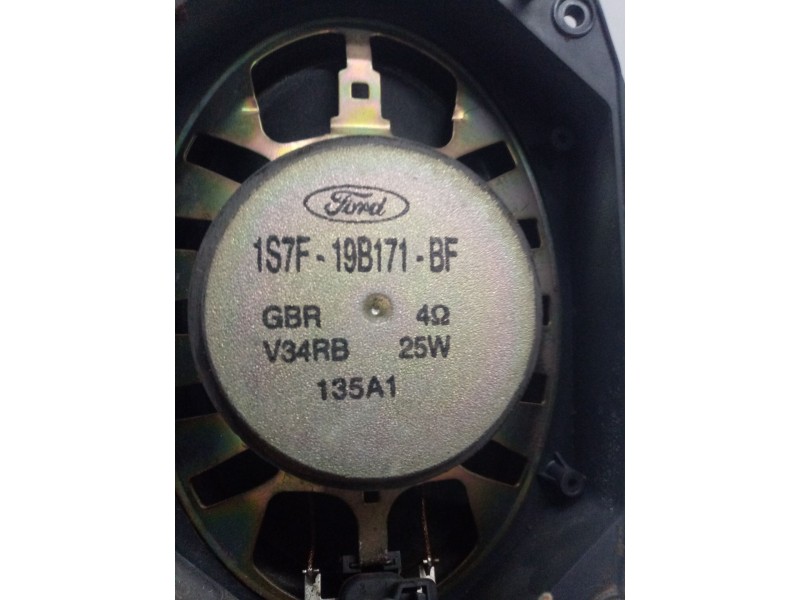 Ford
1S7F-19B171-BF
GBR 4Ω
V34RB 25W
135A1